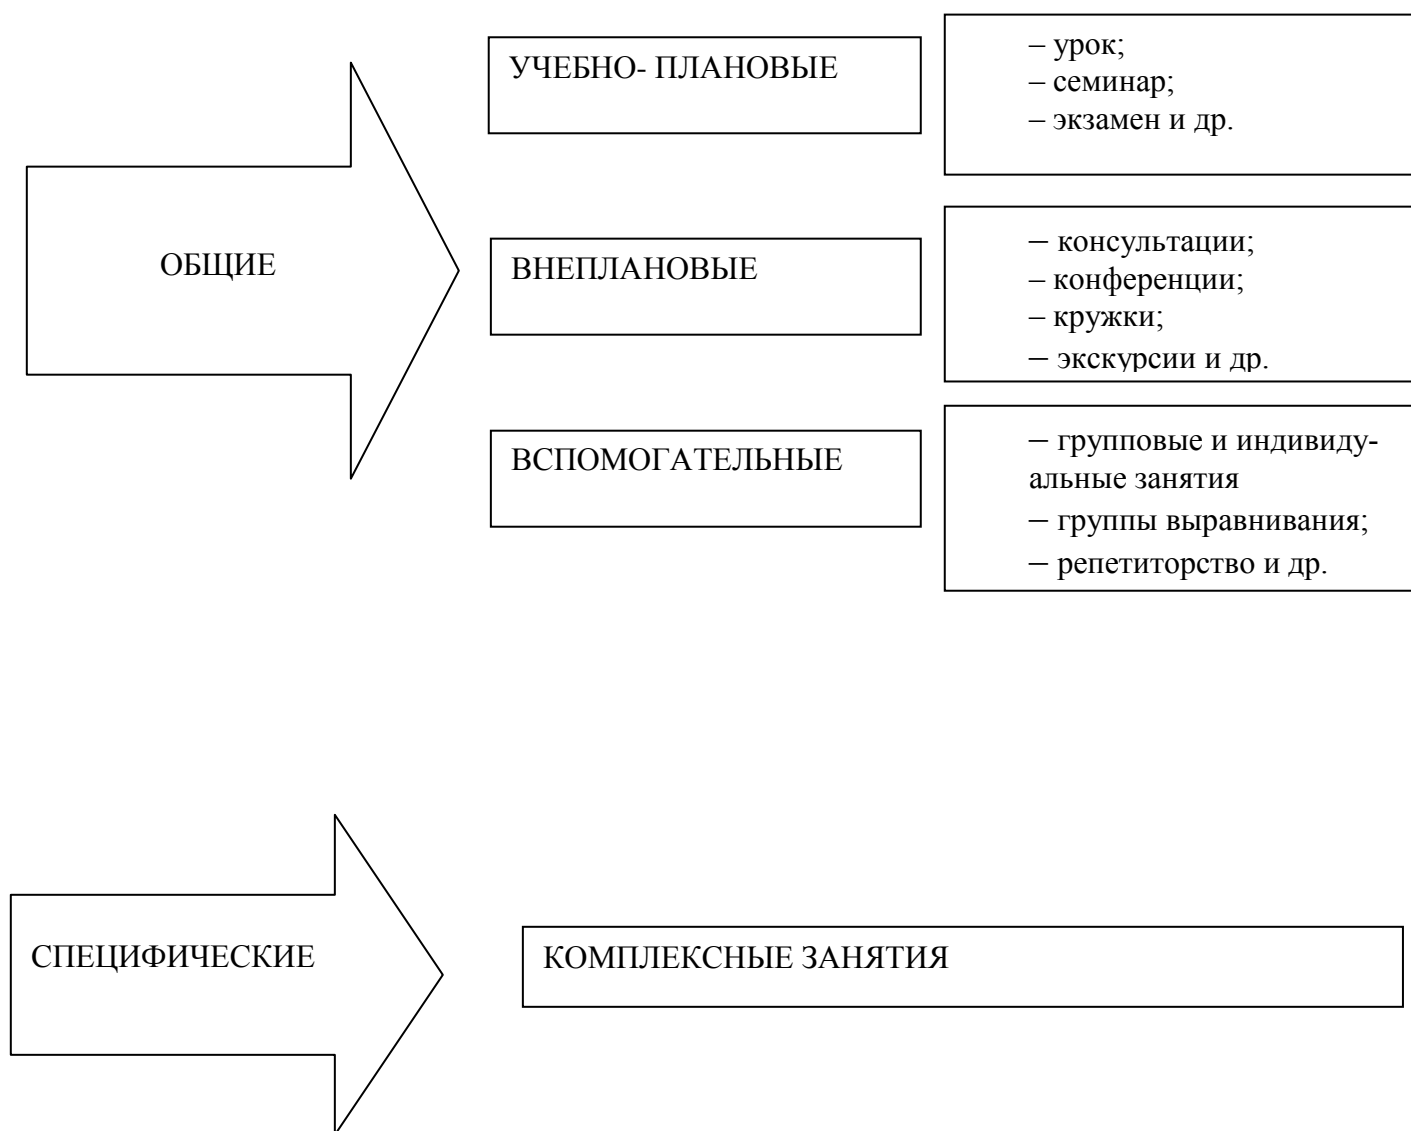 ОБЩИЕ
УЧЕБНО- ПЛАНОВЫЕ
– урок;
– семинар;
– экзамен и др.
ВНЕПЛАНОВЫЕ
– консультации;
– конференции;
– кружки;
– экскурсии и др.
ВСПОМОГАТЕЛЬНЫЕ
– групповые и индивиду-
альные занятия
– группы выравнивания;
– репетиторство и др.
СПЕЦИФИЧЕСКИЕ
КОМПЛЕКСНЫЕ ЗАНЯТИЯ